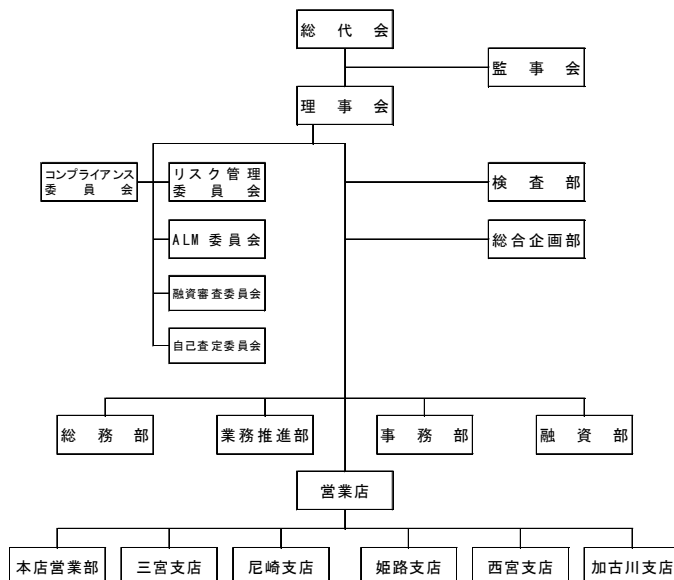 総代会
監事会
理事会
コンプライアンス
委員会
リスク管理
委員会
検査部
ALM委員会
総合企画部
融資審査委員会
自己査定委員会
総務部
業務推進部
事務部
融資部
営業店
本店営業部
三宮支店
尼崎支店
姫路支店
西宮支店
加古川支店